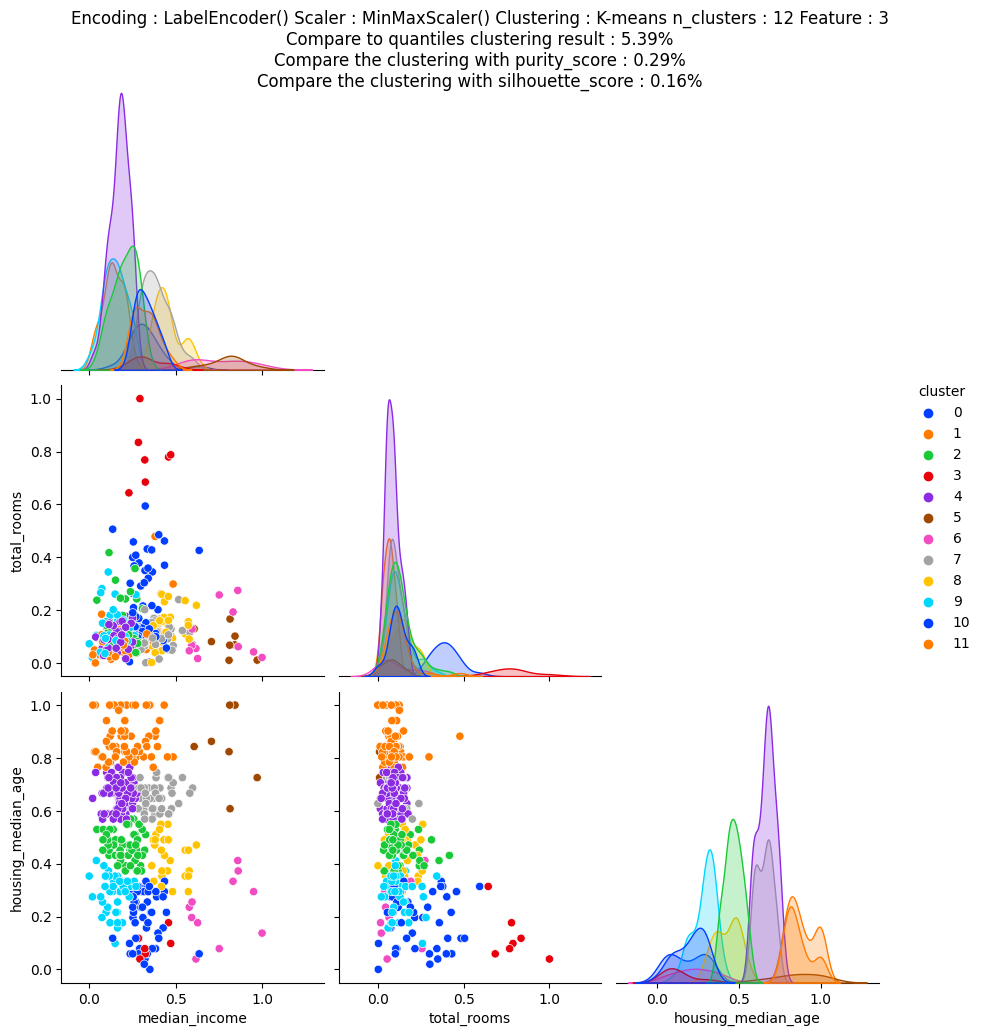 Encoding : LabelEncoder() Scaler : MinMaxScaler() Clustering : K-means n_clusters : 12 Feature : 3
Compare to quantiles clustering result : 5.39%
Compare the clustering with purity_score : 0.29%
Compare the clustering with silhouette_score : 0.16%
total_rooms
1.0
0.8
0.6
0.4
0.2
0.0
cluster
0
1
2
3
4
5
6
7
8
9
10
11
housing_median_age
1.0
0.8
0.6
0.4
0.2
0.0
0.0 0.5 1.0
median_income
0.0 0.5 1.0
total_rooms
0.0 0.5 1.0
housing_median_age